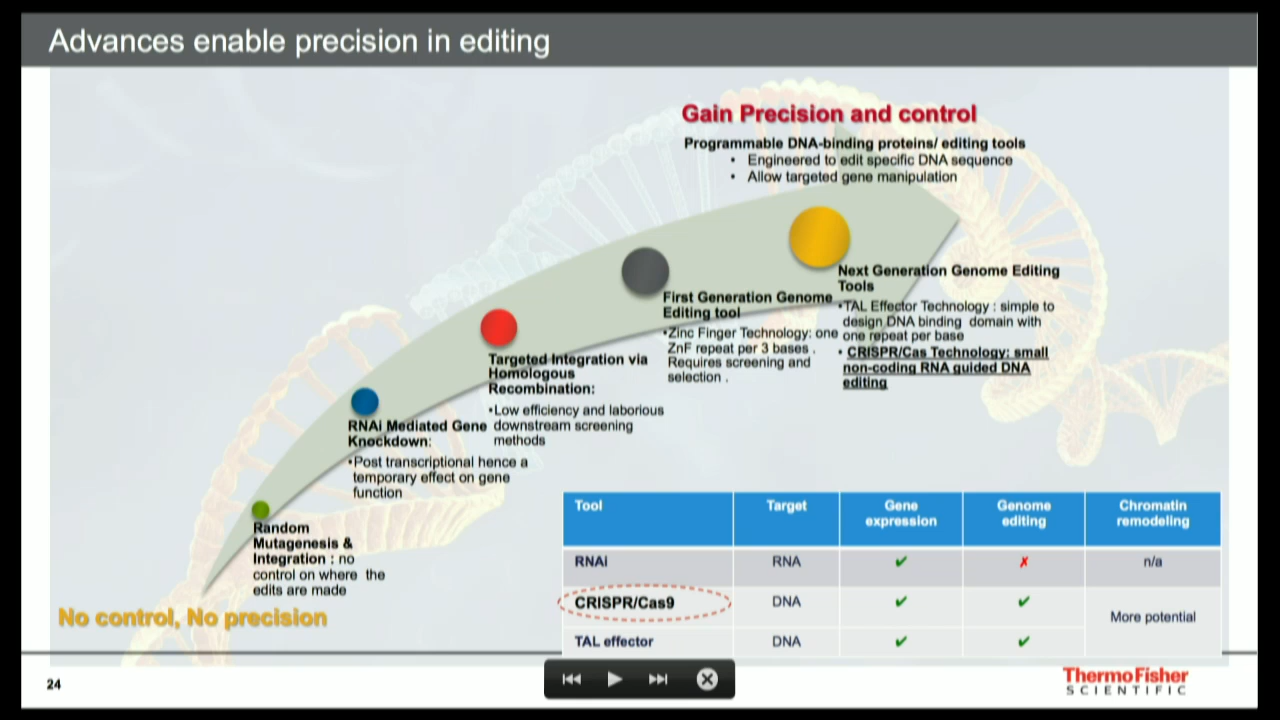 Advances enable precision in editing
Gain Precision and control
Programmable DNA-binding proteins/ editing tools
• Engineered to edit specific DNA sequence
• Allow targeted gene manipulation
Next Generation Genome Editing
Tools
•TAL Effector Technology : simple to
design DNA binding domain with
one repeat per base
• CRISPR/Cas Technology: small
non-coding RNA guided DNA
editing
First Generation Genome
Editing tool
•Zinc Finger Technology: one
ZnF repeat per 3 bases .
Requires screening and
selection .
Targeted Integration via
Homologous
Recombination:
•Low efficiency and laborious
downstream screening
methods
RNAi Mediated Gene
Knockdown:
•Post transcriptional hence a
temporary effect on gene
function
Random
Mutagenesis &
Integration : no
control on where the
edits are made
No control, No precision
Tool Target Gene expression Genome editing Chromatin remodeling
RNAi RNA ✔ ✗ n/a
CRISPR/Cas9 DNA ✔ ✔ More potential
TAL effector DNA ✔ ✔
24
ThermoFisher
SCIENTIFIC